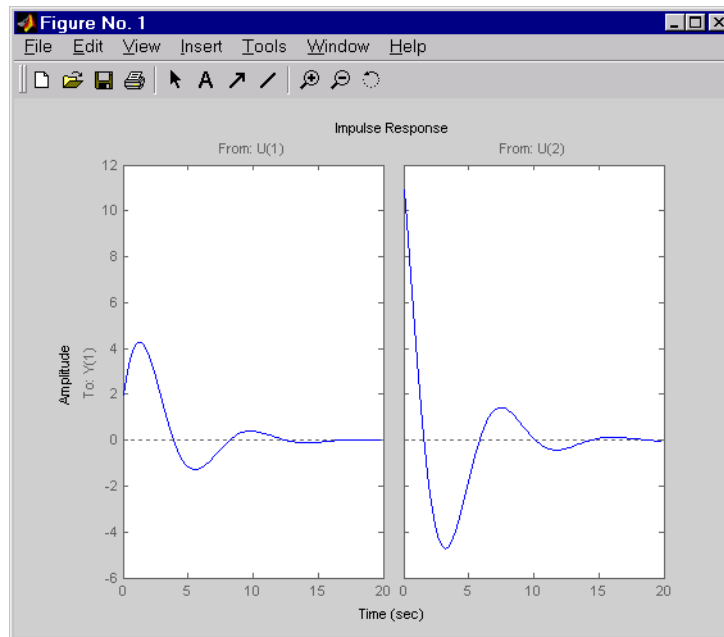 Figure No. 1
File Edit View Insert Tools Window Help
A
Impulse Response
From: U(1)
From: U(2)
Amplitude
To: Y(1)
12
10
8
6
4
2
0
-2
-4
-6
0 5 10 15 20
0 5 10 15 20
Time (sec)